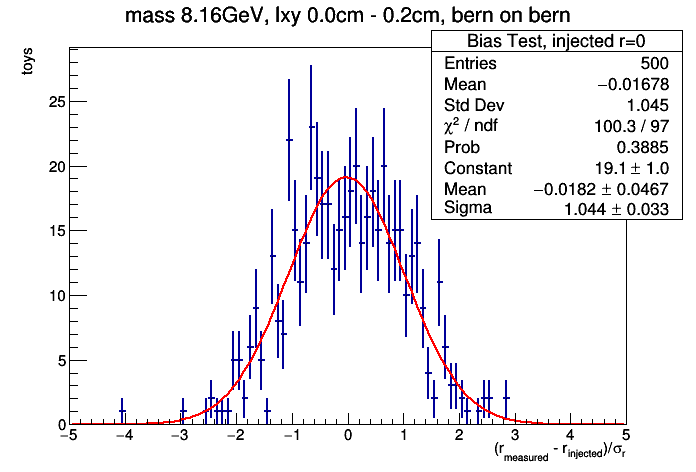 mass 8.16GeV, lxy 0.0cm - 0.2cm, bern on bern
Bias Test, injected r=0
Entries 500
Mean −0.01678
Std Dev 1.045
χ² / ndf 100.3 / 97
Prob 0.3885
Constant 19.1 ± 1.0
Mean −0.0182 ± 0.0467
Sigma 1.044 ± 0.033
toys
25
20
15
10
5
0
−5 −4 −3 −2 −1 0 1 2 3 4 5
(r_measured - r_injected)/σ_r